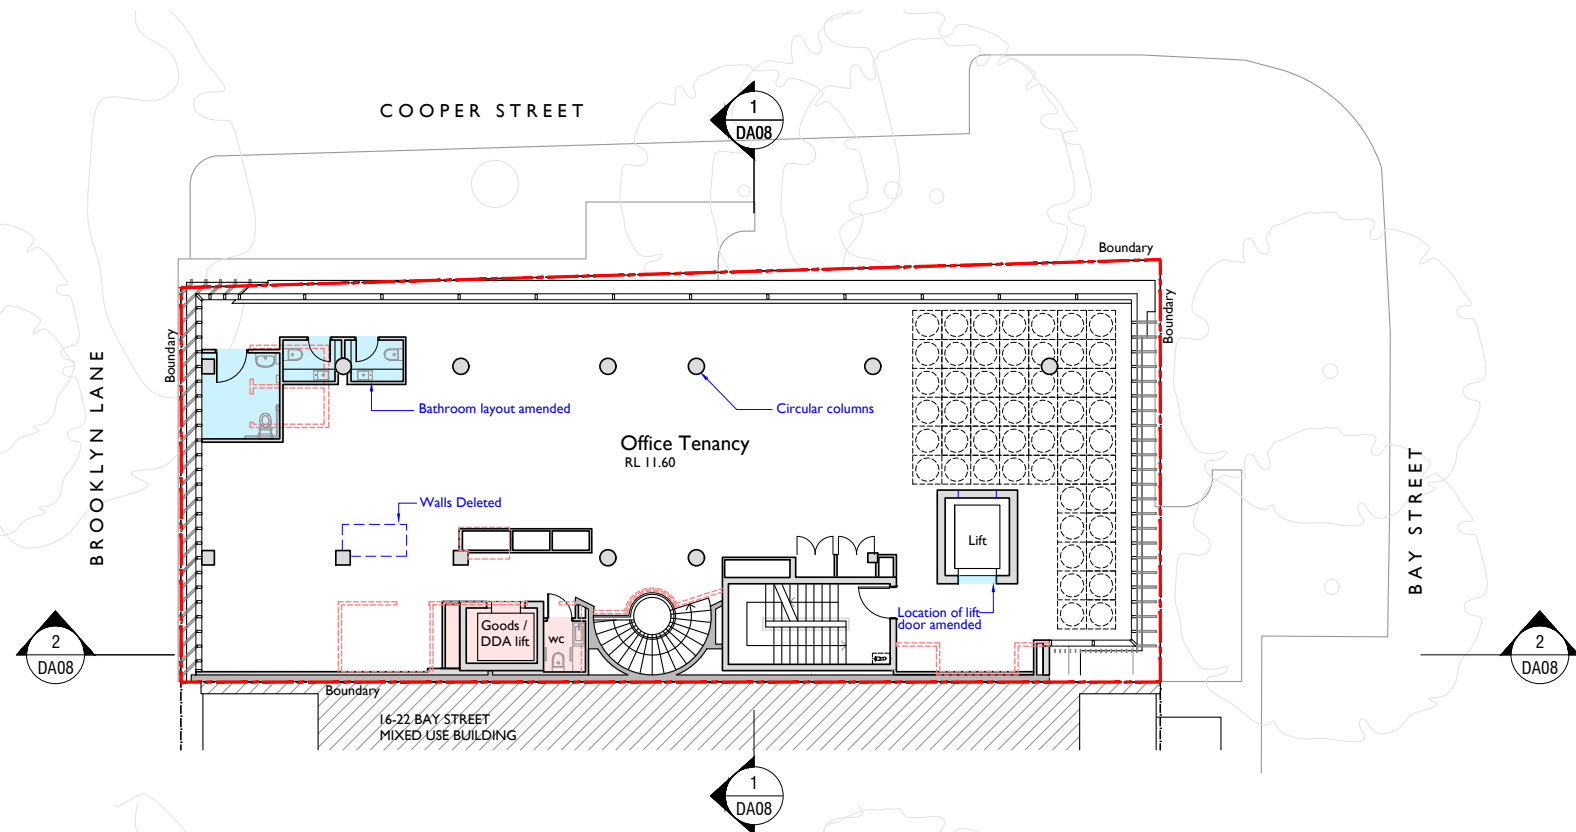 COOPER STREET
1
DA08
Boundary
Boundary
Boundary
BROOKLYN LANE
BAY STREET
Bathroom layout amended
Circular columns
Office Tenancy
RL 11.60
Walls Deleted
Lift
Location of lift
door amended
Goods /
DDA lift
WC
2
DA08
2
DA08
Boundary
16-22 BAY STREET
MIXED USE BUILDING
1
DA08